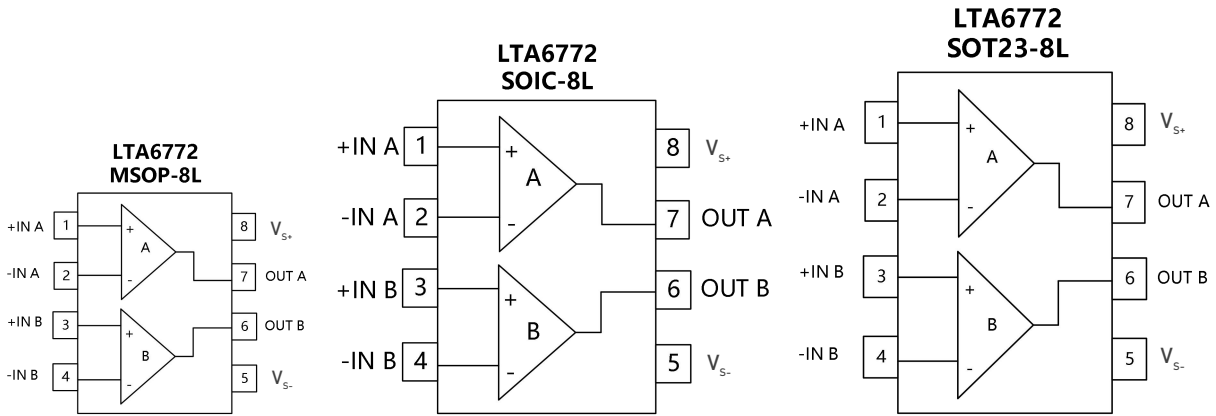 LTA6772
MSOP-8L
+IN A 1 + A 8 VS+
-IN A 2 - 7 OUT A
+IN B 3 + 6 OUT B
-IN B 4 - B 5 VS-
LTA6772
SOIC-8L
+IN A 1 + A 8 VS+
-IN A 2 - 7 OUT A
+IN B 3 + 6 OUT B
-IN B 4 - B 5 VS-
LTA6772
SOT23-8L
+IN A 1 + A 8 VS+
-IN A 2 - 7 OUT A
+IN B 3 + 6 OUT B
-IN B 4 - B 5 VS-